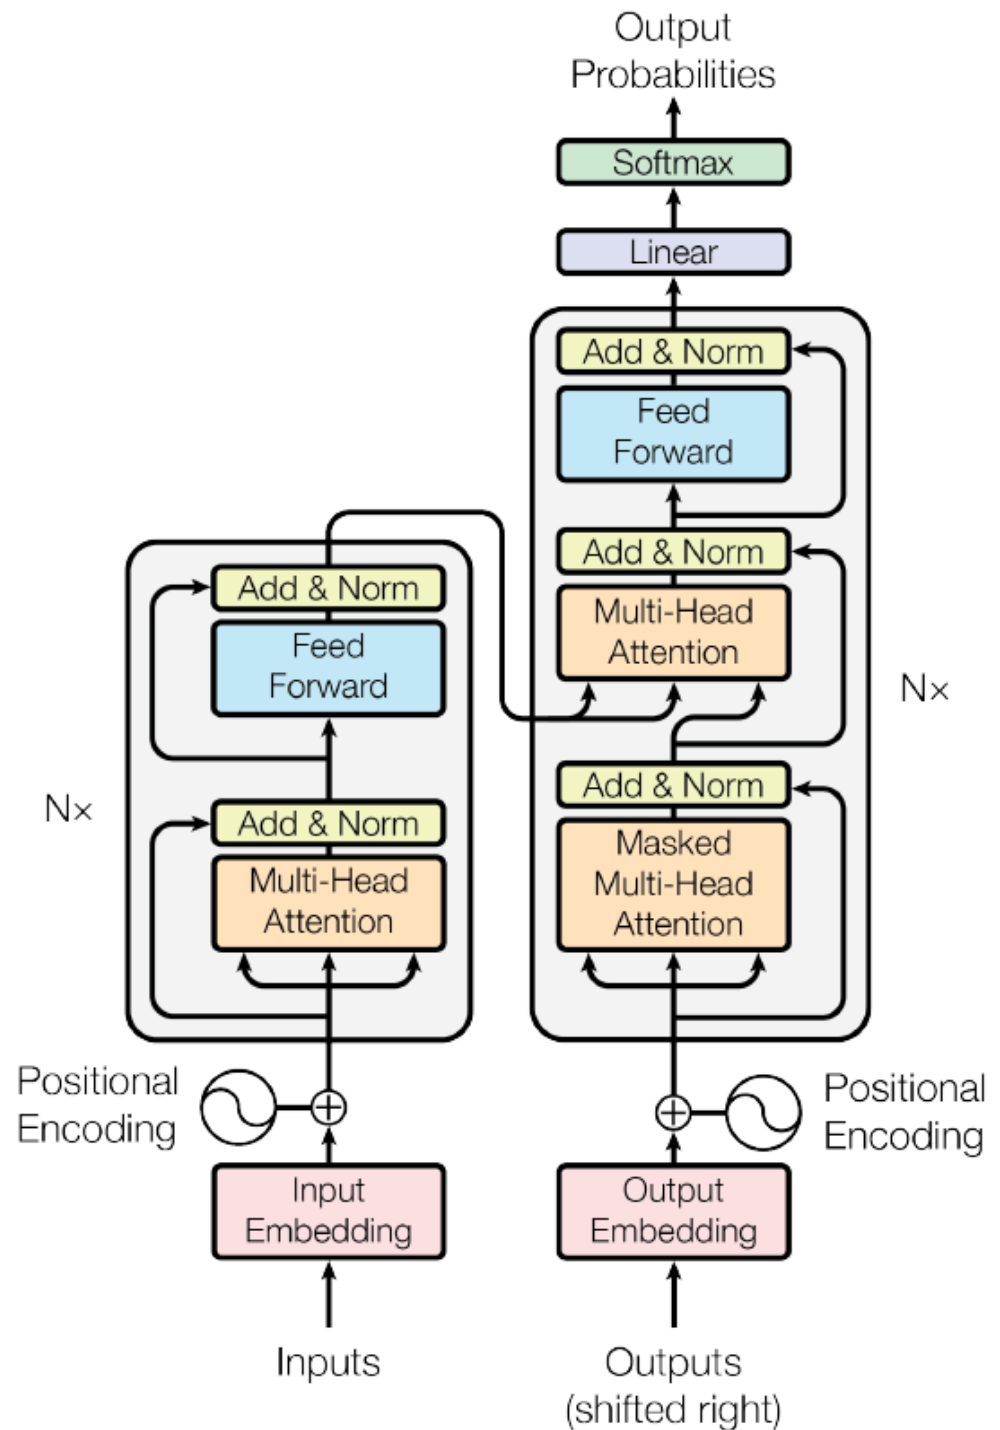 Output
Probabilities
Softmax
Linear
Add & Norm
Feed
Forward
Add & Norm
Multi-Head
Attention
N×
Add & Norm
Masked
Multi-Head
Attention
Add & Norm
Feed
Forward
N×
Add & Norm
Multi-Head
Attention
Positional
Encoding
Positional
Encoding
Input
Embedding
Output
Embedding
Inputs
Outputs
(shifted right)